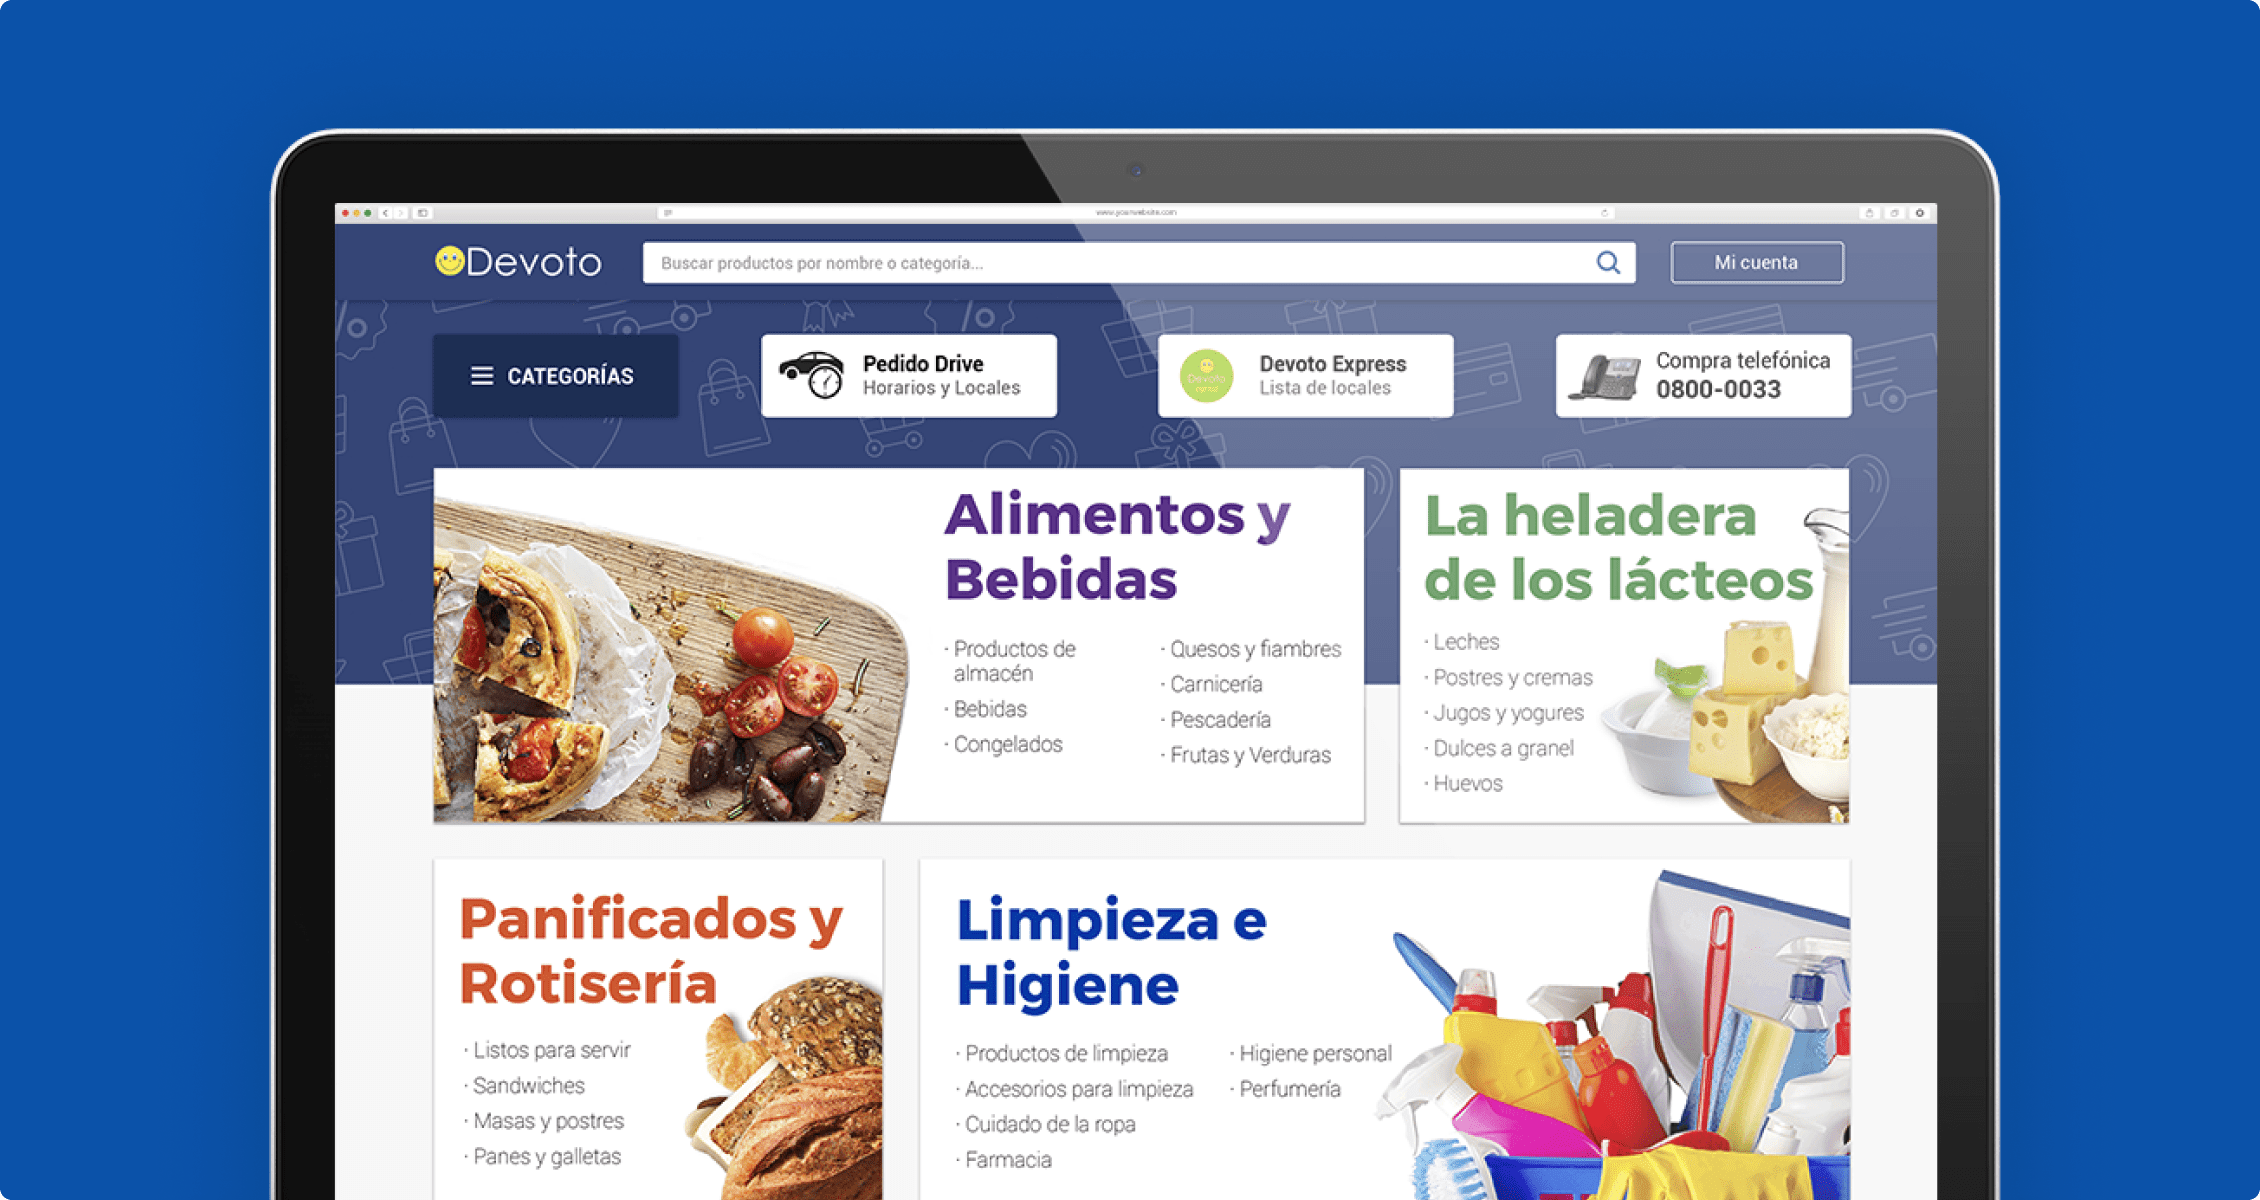 www.yourwebsite.com
Devoto
Buscar productos por nombre o categoría...
Mi cuenta
CATEGORÍAS
Pedido Drive
Horarios y Locales
Devoto
Devoto Express
Lista de locales
Compra telefónica
0800-0033
Alimentos y
Bebidas
· Productos de
almacén
· Bebidas
· Congelados
· Quesos y fiambres
· Carnicería
· Pescadería
· Frutas y Verduras
La heladera
de los lácteos
· Leches
· Postres y cremas
· Jugos y yogures
· Dulces a granel
· Huevos
Panificados y
Rotisería
· Listos para servir
· Sandwiches
· Masas y postres
· Panes y galletas
Limpieza e
Higiene
· Productos de limpieza
· Accesorios para limpieza
· Cuidado de la ropa
· Farmacia
· Higiene personal
· Perfumería